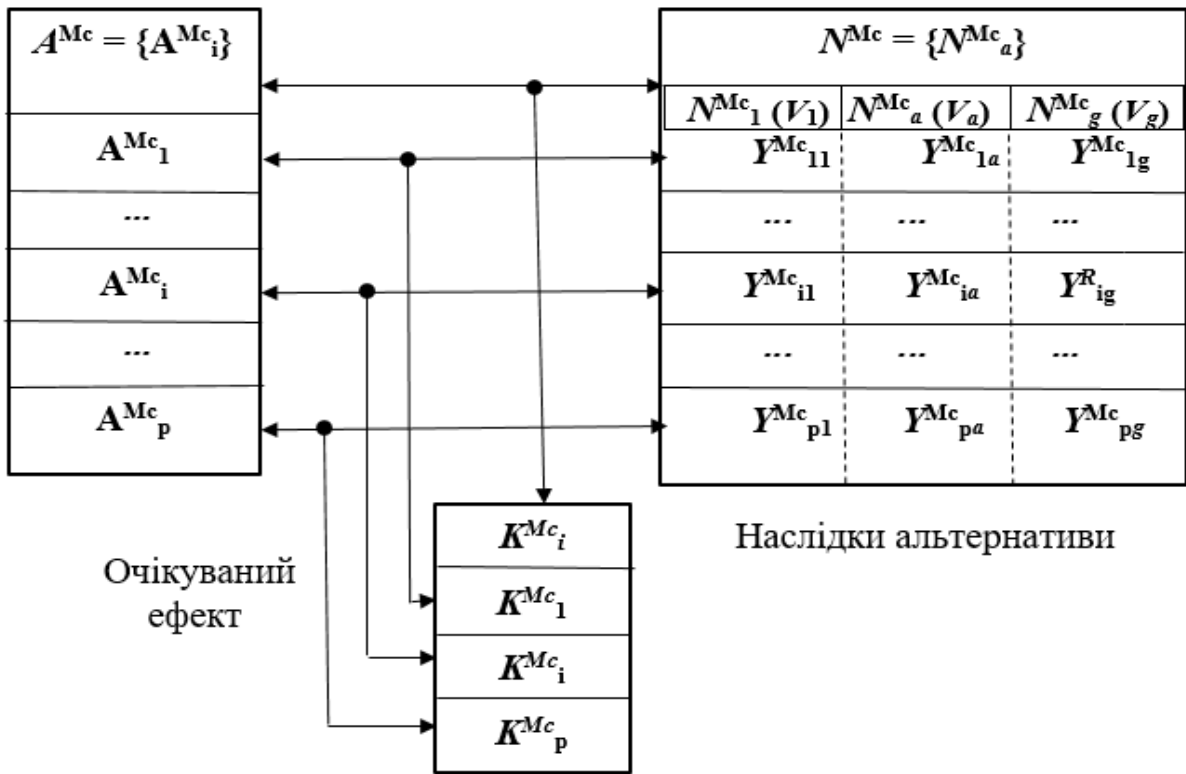 A^Mc = {A^Mc_i}
N^Mc = {N^Mc_a}
N^Mc_1 (V_1) N^Mc_a (V_a) N^Mc_g (V_g)
A^Mc_1
Y^Mc_11 Y^Mc_1a Y^Mc_1g
...
... ... ...
A^Mc_i
Y^Mc_i1 Y^Mc_ia Y^R_ig
...
... ... ...
A^Mc_p
Y^Mc_p1 Y^Mc_pa Y^Mc_pg
Наслідки альтернативи
Очікуваний
ефект
K^Mc_i
K^Mc_1
K^Mc_i
K^Mc_p